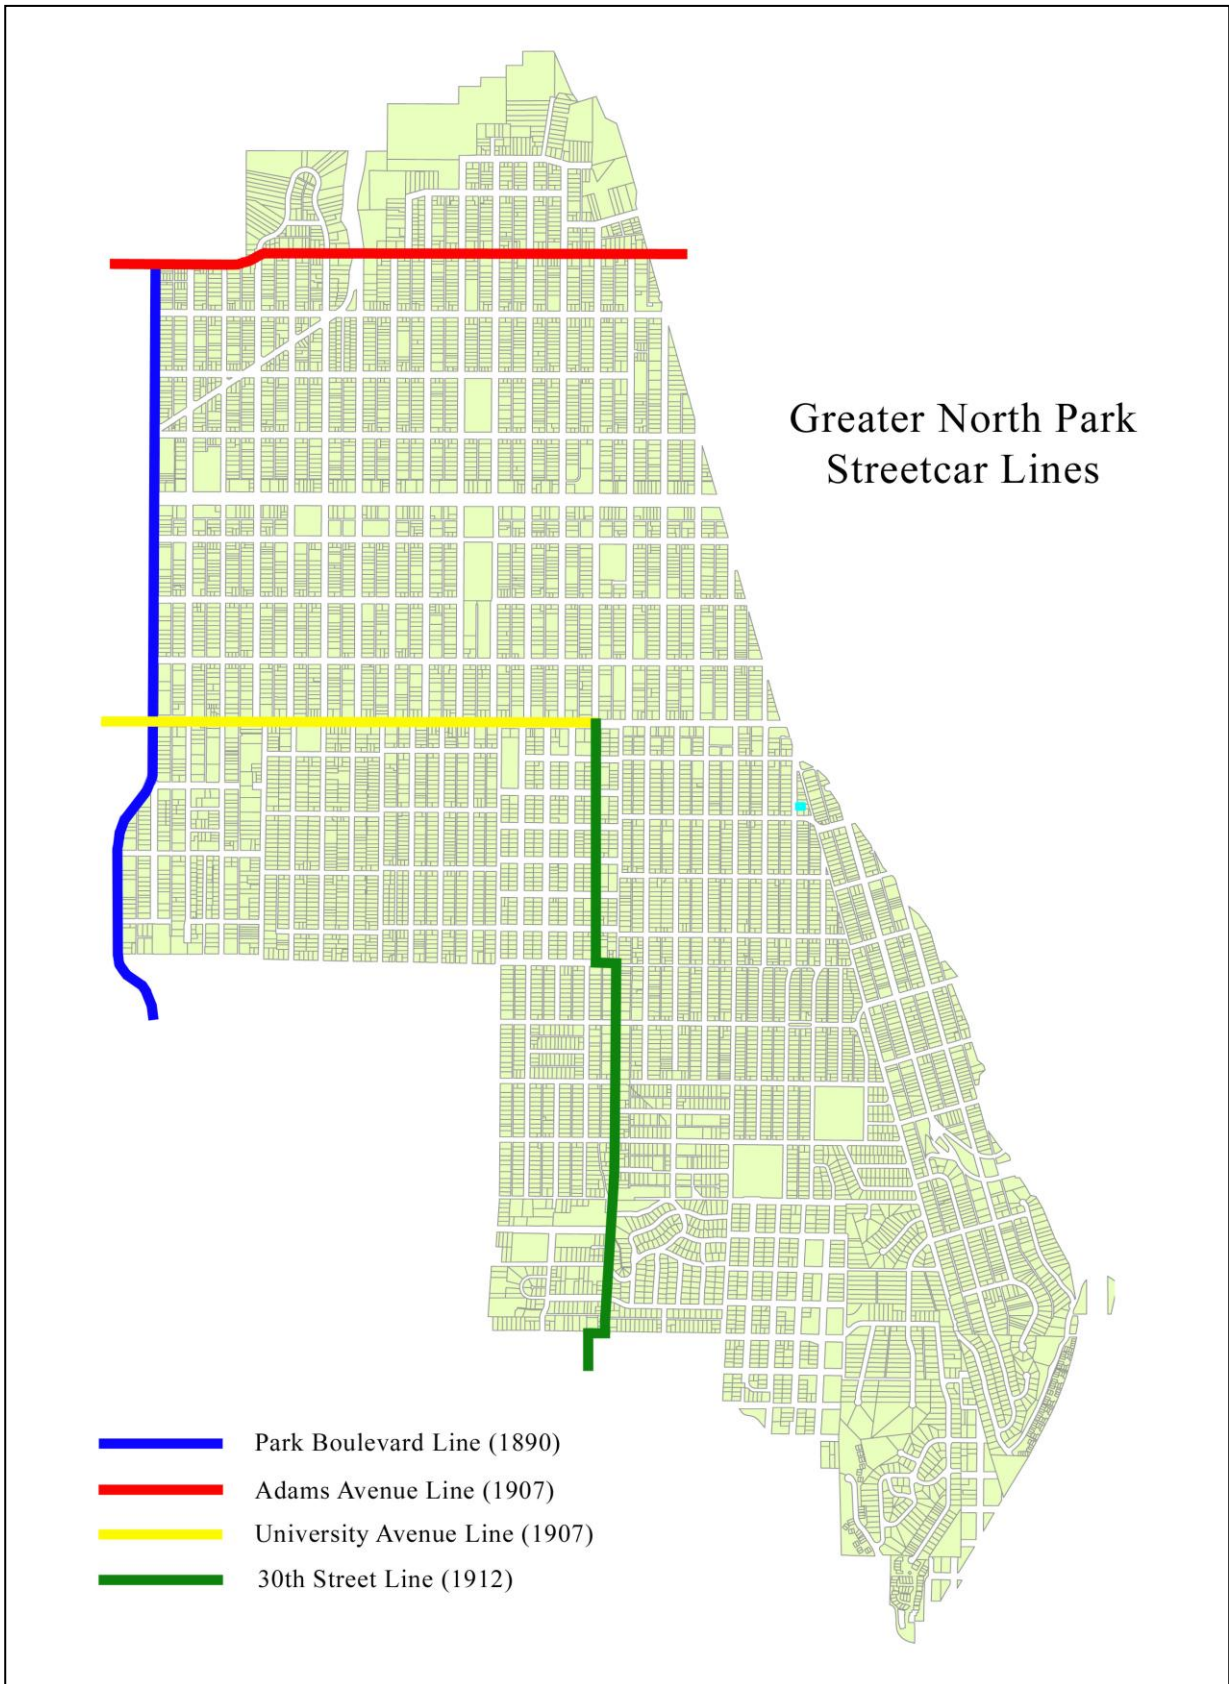 Greater North Park
Streetcar Lines
Park Boulevard Line (1890)
Adams Avenue Line (1907)
University Avenue Line (1907)
30th Street Line (1912)